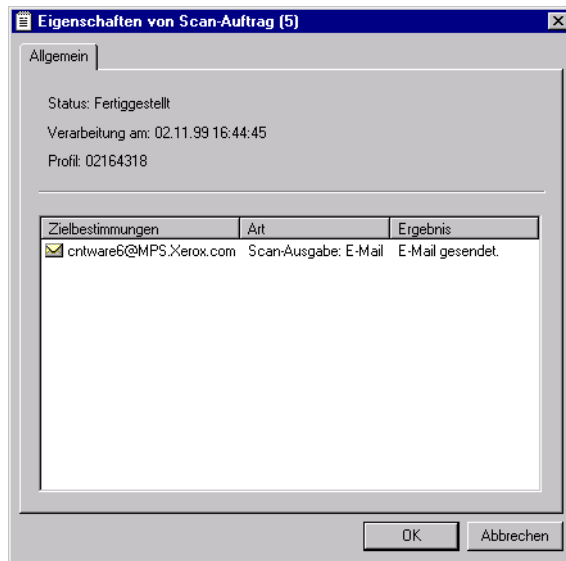 Eigenschaften von Scan-Auftrag (5)
Allgemein
Status: Fertiggestellt
Verarbeitung am: 02.11.99 16:44:45
Profil: 02164318
Zielbestimmungen Art Ergebnis
cntware6@MPS.Xerox.com Scan-Ausgabe: E-Mail E-Mail gesendet.
OK Abbrechen